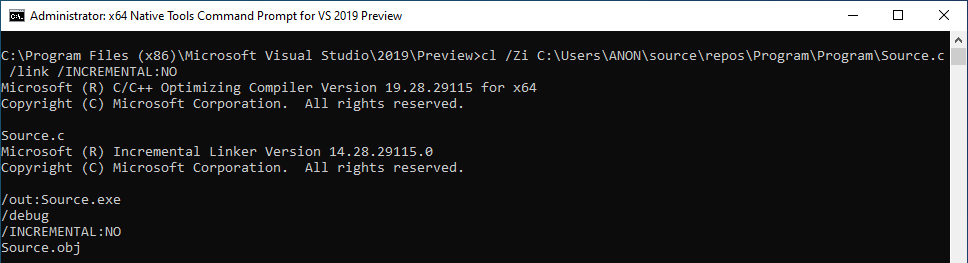 Administrator: x64 Native Tools Command Prompt for VS 2019 Preview
C:\Program Files (x86)\Microsoft Visual Studio\2019\Preview>cl /Zi C:\Users\ANON\source\repos\Program\Program\Source.c
 /link /INCREMENTAL:NO
Microsoft (R) C/C++ Optimizing Compiler Version 19.28.29115 for x64
Copyright (C) Microsoft Corporation.  All rights reserved.

Source.c
Microsoft (R) Incremental Linker Version 14.28.29115.0
Copyright (C) Microsoft Corporation.  All rights reserved.

/out:Source.exe
/debug
/INCREMENTAL:NO
Source.obj